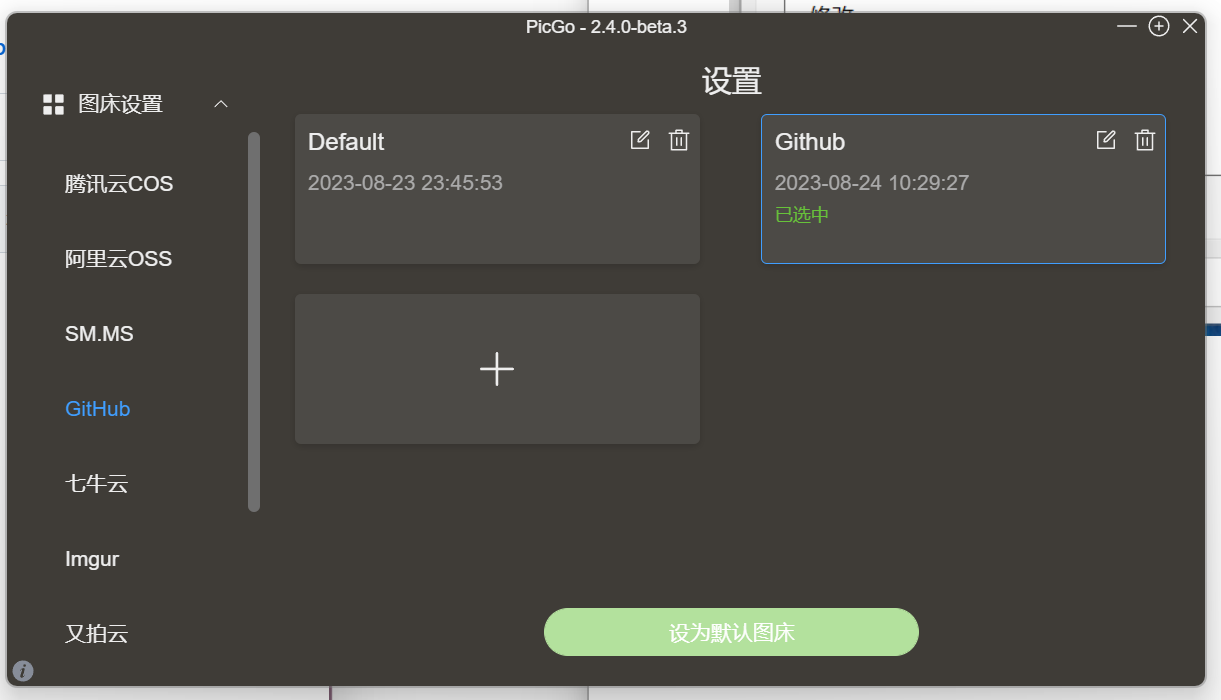 修改
PicGo - 2.4.0-beta.3
图床设置
腾讯云COS
阿里云OSS
SM.MS
GitHub
七牛云
Imgur
又拍云
设置
Default
2023-08-23 23:45:53
Github
2023-08-24 10:29:27
已选中
设为默认图床